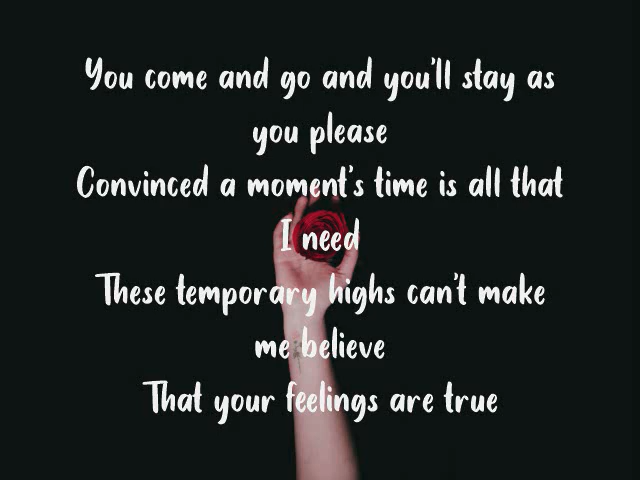 You come and go and you'll stay as
you please
Convinced a moment's time is all that
I need
These temporary highs can't make
me believe
That your feelings are true